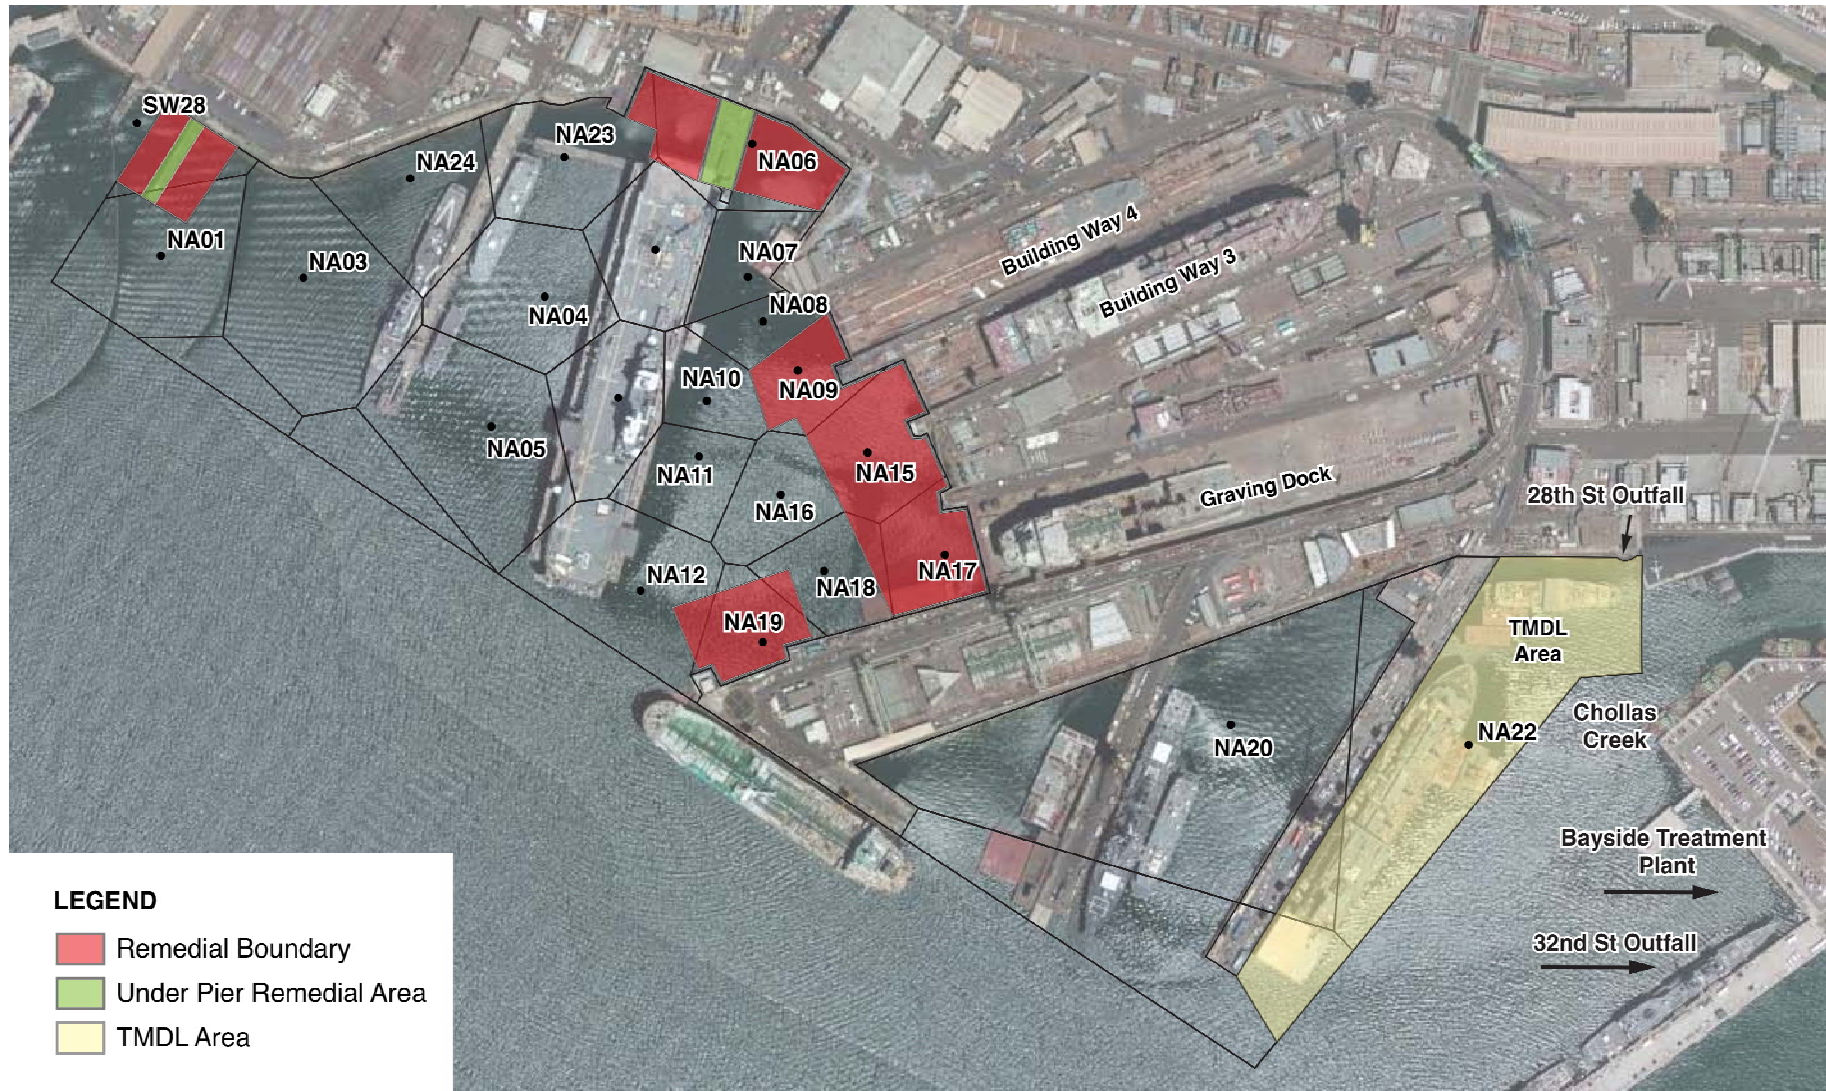 SW28
NA23
NA24
NA06
NA01
NA03
NA07
Building Way 4
Building Way 3
NA08
NA04
NA10
NA09
NA05
NA11
NA15
Graving Dock
28th St Outfall
NA16
NA12
NA18
NA17
NA19
TMDL
Area
Chollas
Creek
NA22
NA20
Bayside Treatment
Plant
32nd St Outfall
LEGEND
Remedial Boundary
Under Pier Remedial Area
TMDL Area